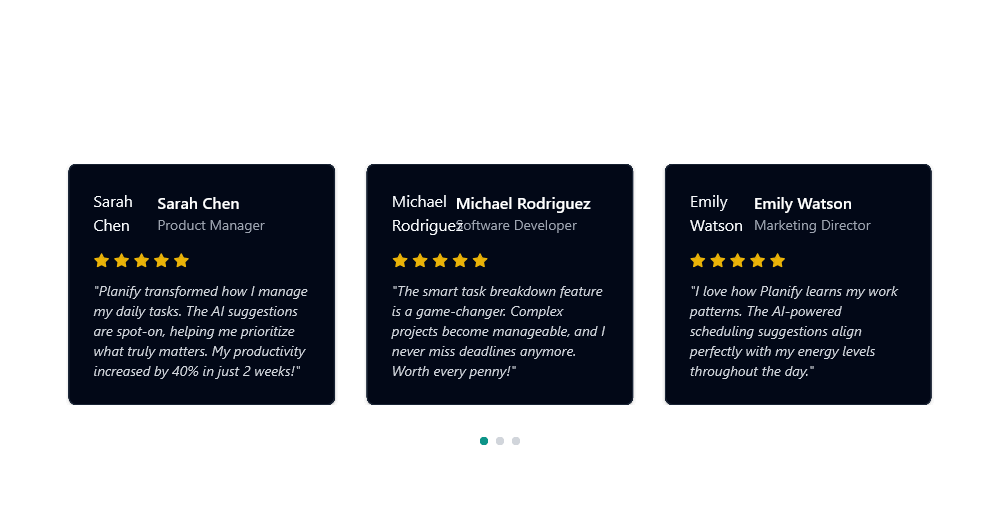 Sarah
Chen
Sarah Chen
Product Manager
"Planify transformed how I manage
my daily tasks. The AI suggestions
are spot-on, helping me prioritize
what truly matters. My productivity
increased by 40% in just 2 weeks!"
Michael
Rodriguez
Michael Rodriguez
Software Developer
"The smart task breakdown feature
is a game-changer. Complex
projects become manageable, and I
never miss deadlines anymore.
Worth every penny!"
Emily
Watson
Emily Watson
Marketing Director
"I love how Planify learns my work
patterns. The AI-powered
scheduling suggestions align
perfectly with my energy levels
throughout the day."